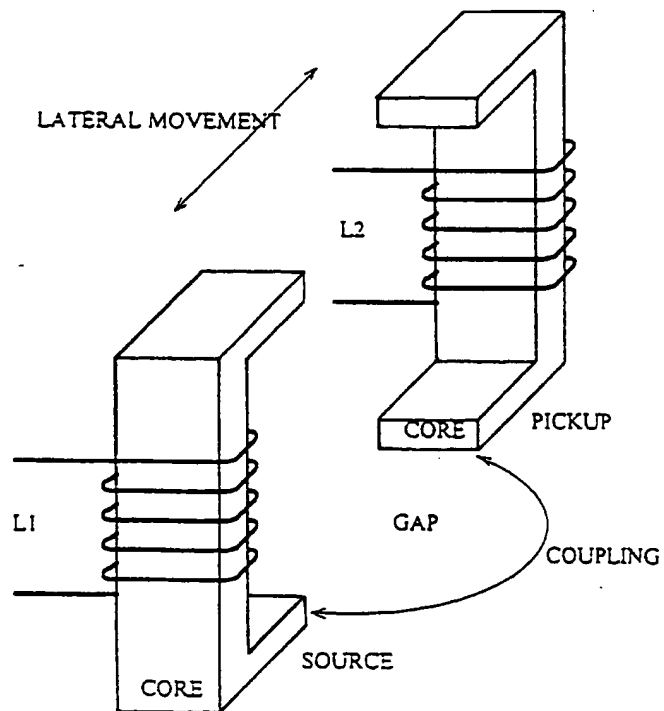 LATERAL MOVEMENT
L2
CORE
PICKUP
L1
GAP
COUPLING
SOURCE
CORE